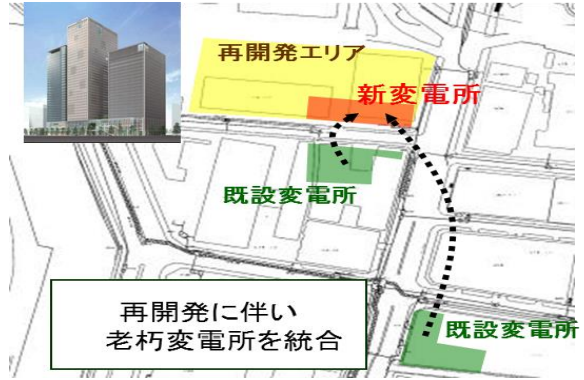 再開発エリア
新変電所
既設変電所
再開発に伴い
老朽変電所を統合
既設変電所